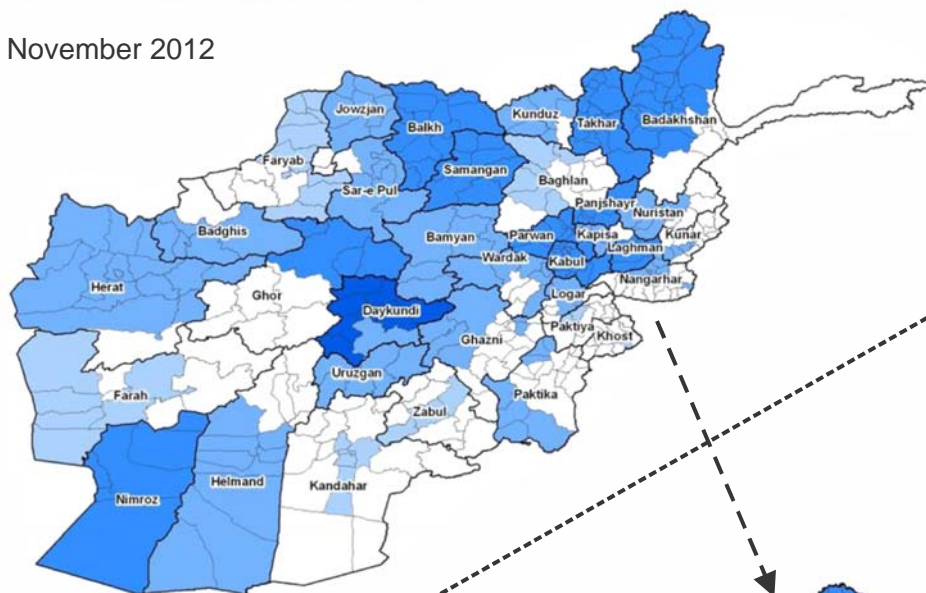 November 2012
Jowzjan
Balkh
Kunduz
Takhar
Badakhshan
Faryab
Samangan
Baghlan
Sar-e Pul
Panjshayr
Nuristan
Badghis
Bamyan
Parwan
Kapisa
Kunar
Laghman
Wardak
Kabul
Herat
Nangarhar
Ghor
Logar
Daykundi
Paktiya
Khost
Ghazni
Uruzgan
Farah
Paktika
Zabul
Helmand
Kandahar
Nimroz